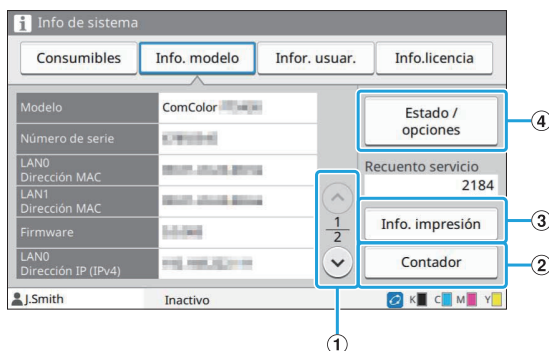 i Info de sistema
Consumibles Info. modelo Infor. usuar. Info.licencia
Modelo ComColor
Número de serie
LAN0
Dirección MAC
LAN1
Dirección MAC
Firmware
LAN0
Dirección IP (IPv4)
1
2
Estado /
opciones
4
Recuento servicio
2184
Info. impresión
3
Contador
2
J.Smith Inactivo K C M Y
1